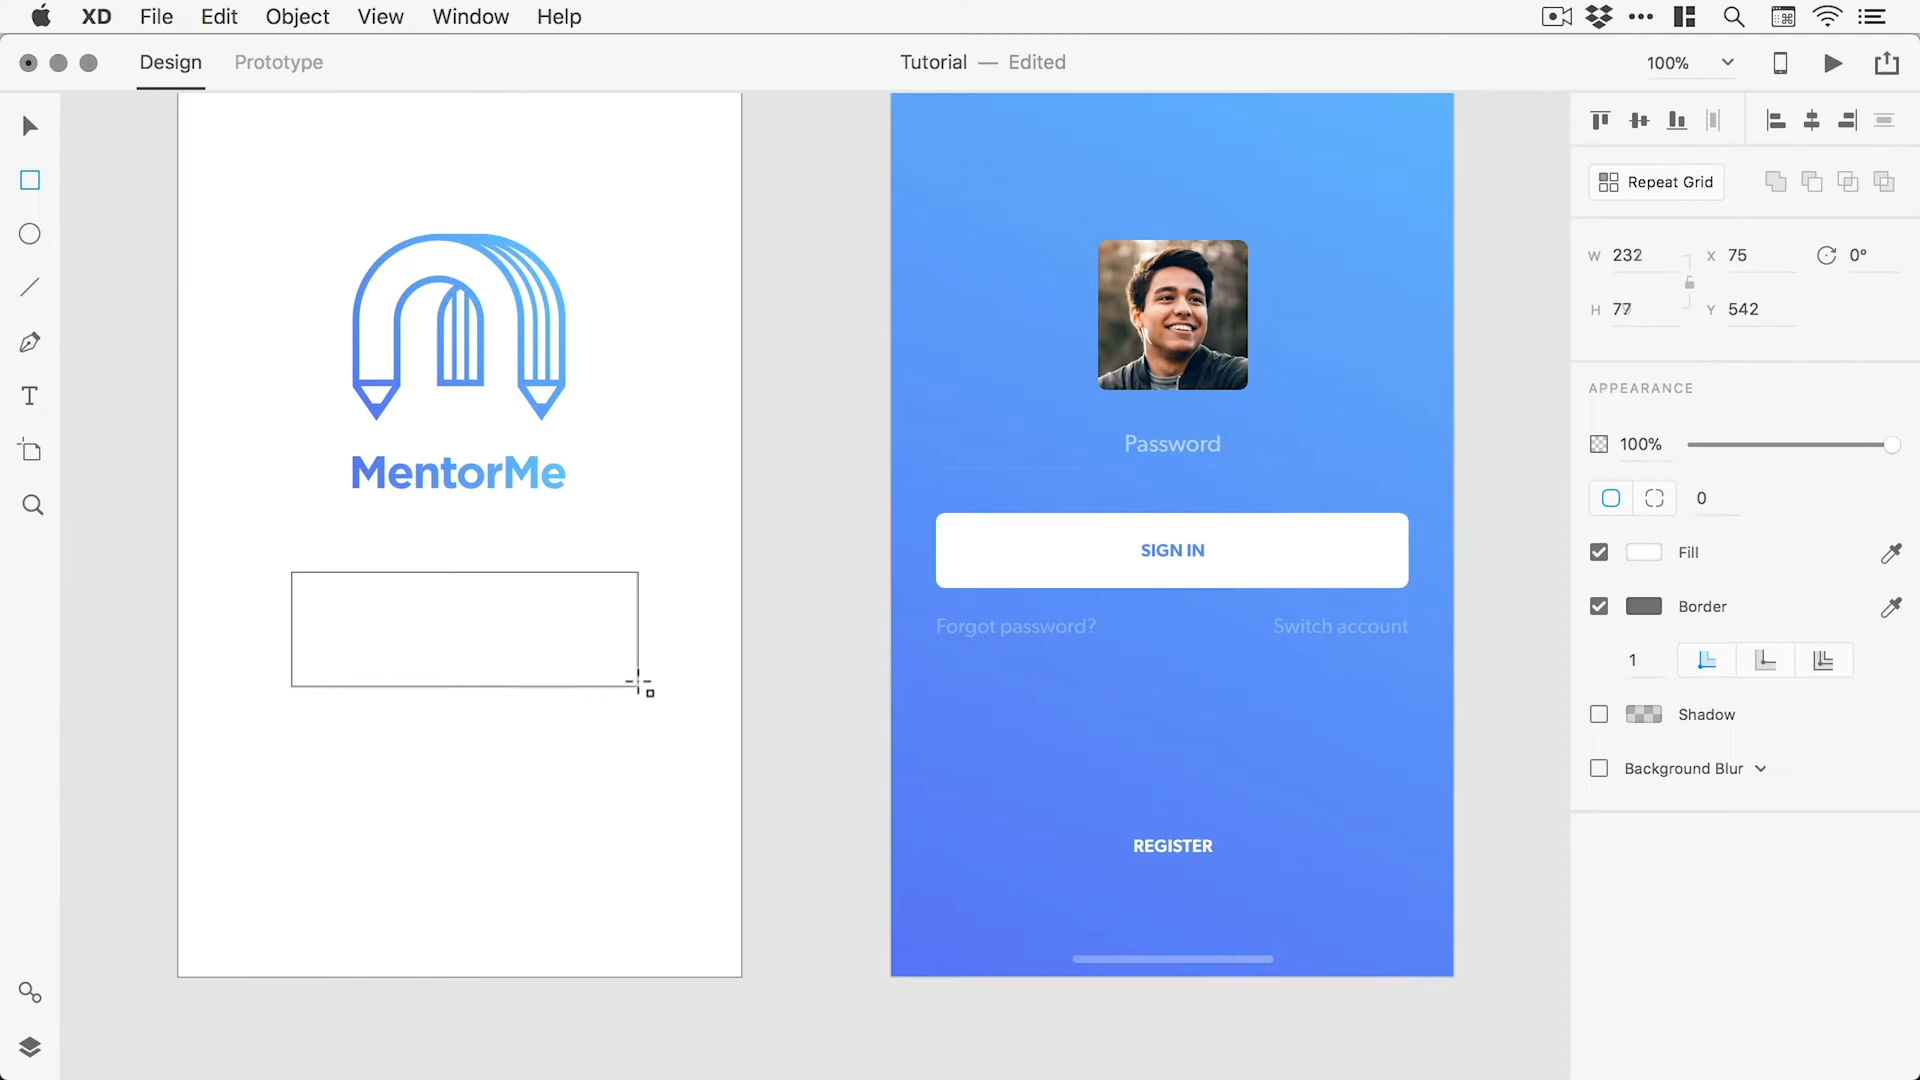 XD File Edit Object View Window Help
Design Prototype Tutorial — Edited 100%
Repeat Grid
W 232 X 75 0°
H 77 Y 542
APPEARANCE
100%
0
Fill
Border
1
Shadow
Background Blur
MentorMe
Password
SIGN IN
Forgot password? Switch account
REGISTER